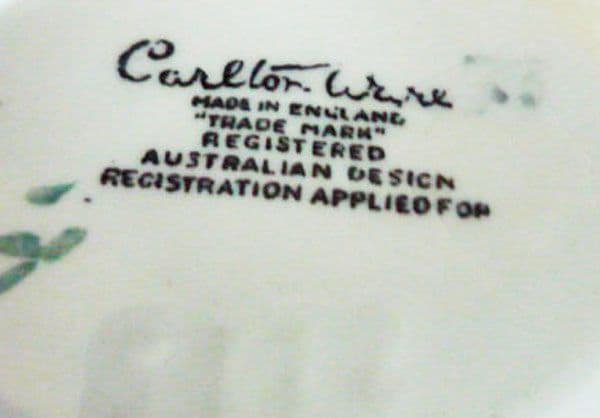 Carlton Ware
MADE IN ENGLAND
"TRADE MARK"
REGISTERED
AUSTRALIAN DESIGN
REGISTRATION APPLIED FOR